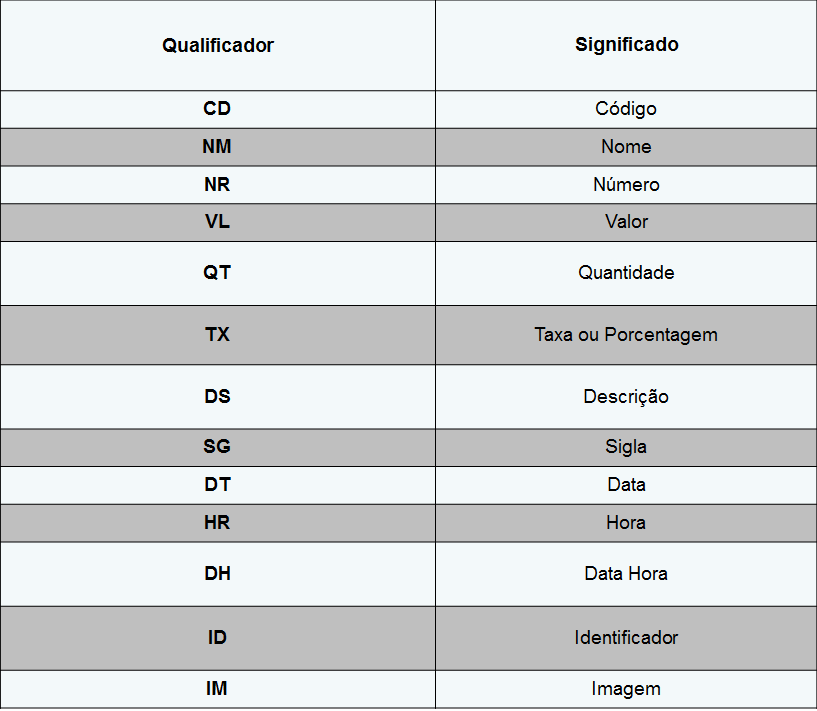 Qualificador Significado
CD Código
NM Nome
NR Número
VL Valor
QT Quantidade
TX Taxa ou Porcentagem
DS Descrição
SG Sigla
DT Data
HR Hora
DH Data Hora
ID Identificador
IM Imagem